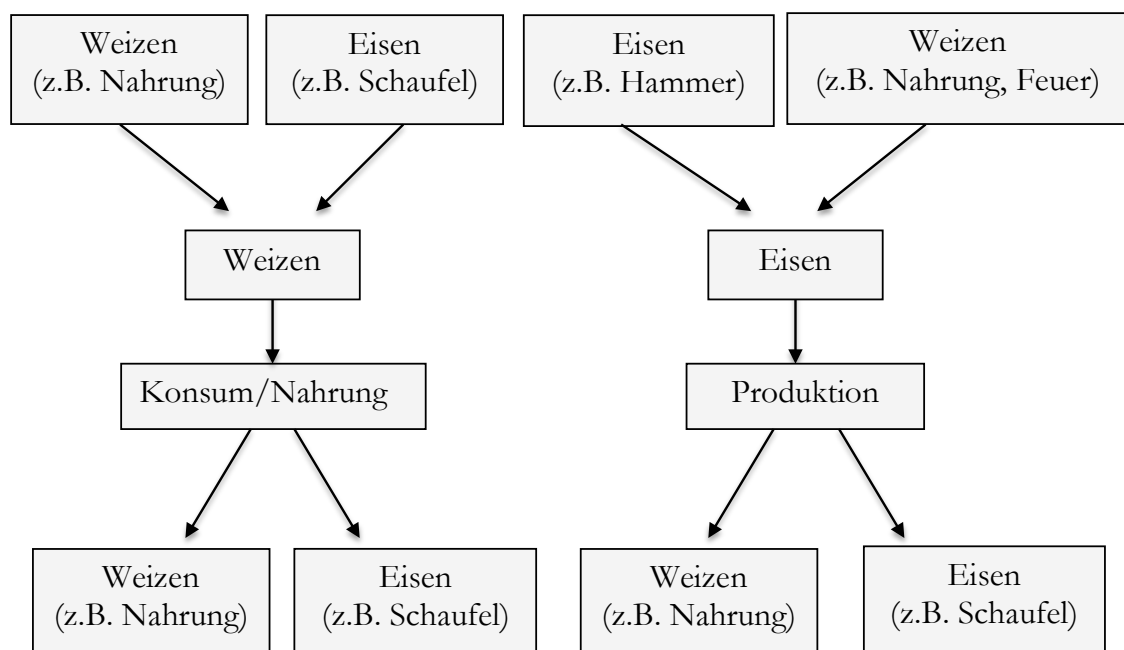 Weizen
(z.B. Nahrung)
Eisen
(z.B. Schaufel)
Eisen
(z.B. Hammer)
Weizen
(z.B. Nahrung, Feuer)
Weizen
Eisen
Konsum/Nahrung
Produktion
Weizen
(z.B. Nahrung)
Eisen
(z.B. Schaufel)
Weizen
(z.B. Nahrung)
Eisen
(z.B. Schaufel)